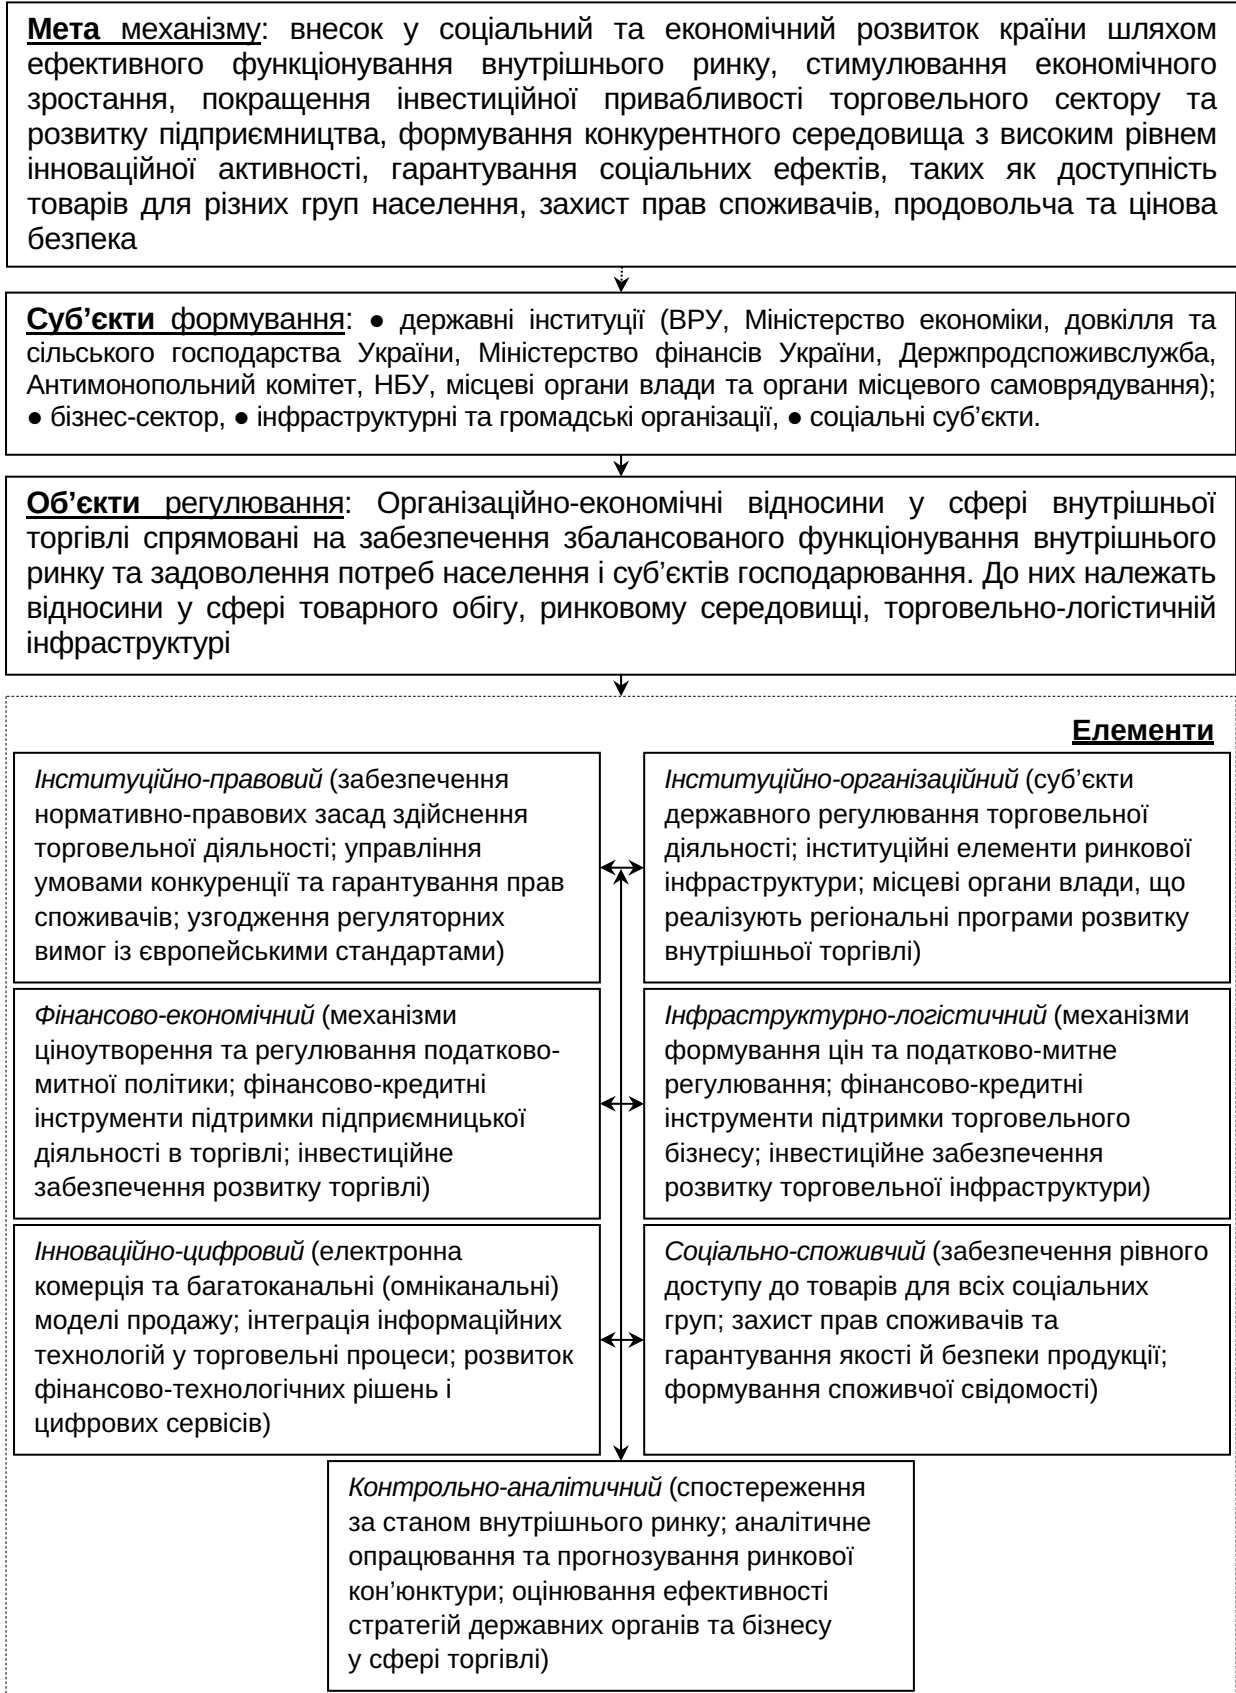 Мета механізму: внесок у соціальний та економічний розвиток країни шляхом
ефективного функціонування внутрішнього ринку, стимулювання економічного
зростання, покращення інвестиційної привабливості торговельного сектору та
розвитку підприємництва, формування конкурентного середовища з високим рівнем
інноваційної активності, гарантування соціальних ефектів, таких як доступність
товарів для різних груп населення, захист прав споживачів, продовольча та цінова
безпека
Суб’єкти формування: ● державні інституції (ВРУ, Міністерство економіки, довкілля та
сільського господарства України, Міністерство фінансів України, Держпродспоживслужба,
Антимонопольний комітет, НБУ, місцеві органи влади та органи місцевого самоврядування);
● бізнес-сектор, ● інфраструктурні та громадські організації, ● соціальні суб’єкти.
Об’єкти регулювання: Організаційно-економічні відносини у сфері внутрішньої
торгівлі спрямовані на забезпечення збалансованого функціонування внутрішнього
ринку та задоволення потреб населення і суб’єктів господарювання. До них належать
відносини у сфері товарного обігу, ринковому середовищі, торговельно-логістичній
інфраструктурі
Елементи
Інституційно-правовий (забезпечення
нормативно-правових засад здійснення
торговельної діяльності; управління
умовами конкуренції та гарантування прав
споживачів; узгодження регуляторних
вимог із європейськими стандартами)
Інституційно-організаційний (суб’єкти
державного регулювання торговельної
діяльності; інституційні елементи ринкової
інфраструктури; місцеві органи влади, що
реалізують регіональні програми розвитку
внутрішньої торгівлі)
Фінансово-економічний (механізми
ціноутворення та регулювання податково-
митної політики; фінансово-кредитні
інструменти підтримки підприємницької
діяльності в торгівлі; інвестиційне
забезпечення розвитку торгівлі)
Інфраструктурно-логістичний (механізми
формування цін та податково-митне
регулювання; фінансово-кредитні
інструменти підтримки торговельного
бізнесу; інвестиційне забезпечення
розвитку торговельної інфраструктури)
Інноваційно-цифровий (електронна
комерція та багатоканальні (омніканальні)
моделі продажу; інтеграція інформаційних
технологій у торговельні процеси; розвиток
фінансово-технологічних рішень і
цифрових сервісів)
Соціально-споживчий (забезпечення рівного
доступу до товарів для всіх соціальних
груп; захист прав споживачів та
гарантування якості й безпеки продукції;
формування споживчої свідомості)
Контрольно-аналітичний (спостереження
за станом внутрішнього ринку; аналітичне
опрацювання та прогнозування ринкової
кон’юнктури; оцінювання ефективності
стратегій державних органів та бізнесу
у сфері торгівлі)